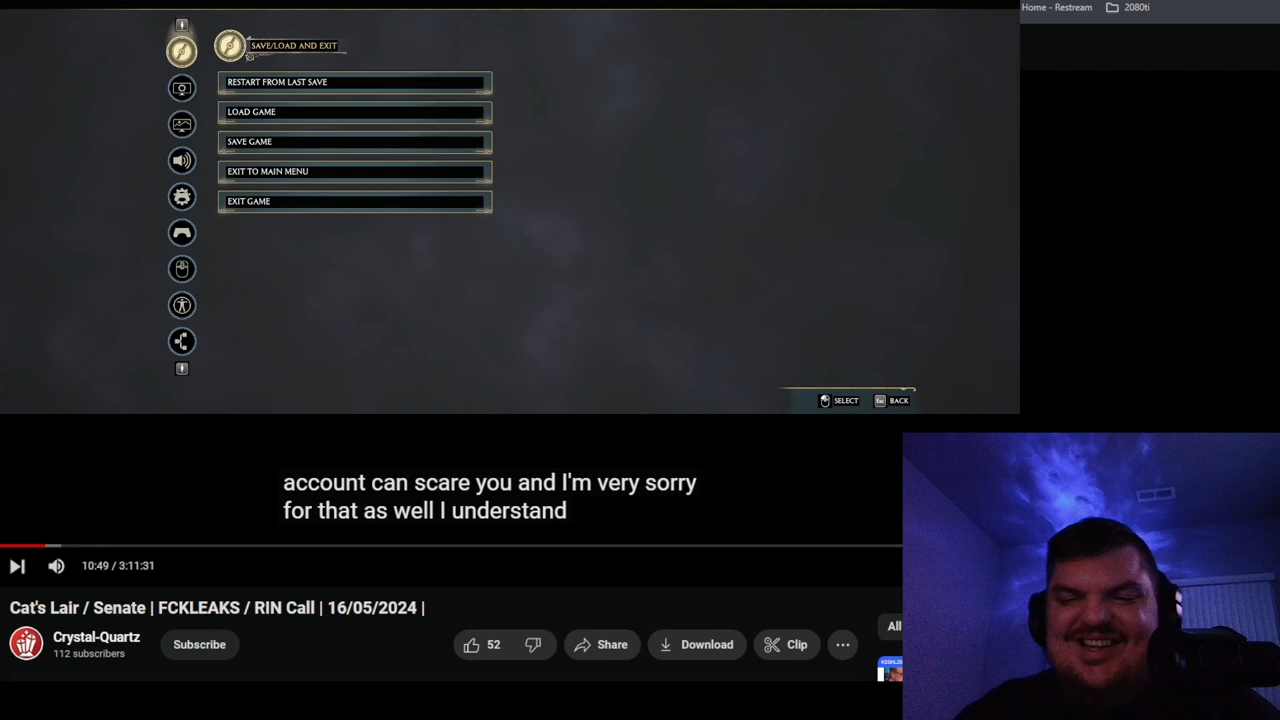 Home - Restream
2080ti
SAVE/LOAD AND EXIT
RESTART FROM LAST SAVE
LOAD GAME
SAVE GAME
EXIT TO MAIN MENU
EXIT GAME
SELECT
Esc BACK
account can scare you and I'm very sorry
for that as well I understand
10:49 / 3:11:31
Cat's Lair / Senate | FCKLEAKS / RIN Call | 16/05/2024 |
Crystal-Quartz
112 subscribers
Subscribe
52
Share
Download
Clip
All